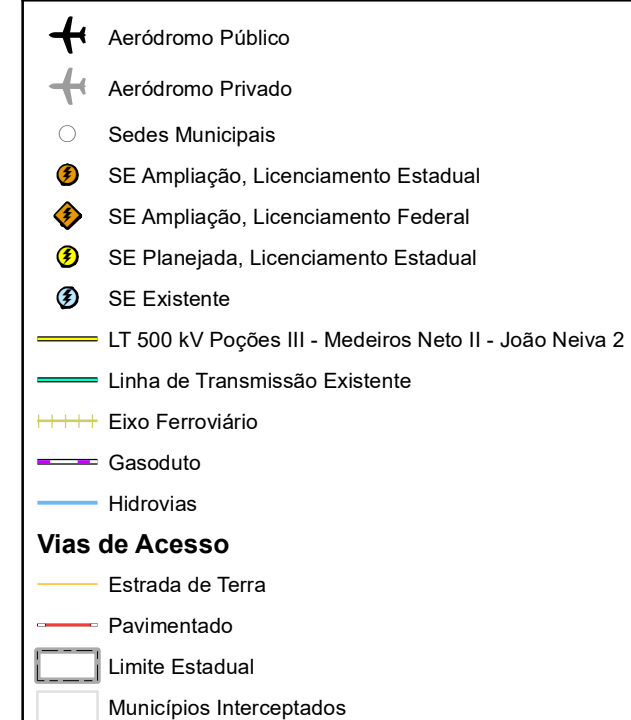 Aeródromo Público
Aeródromo Privado
Sedes Municipais
SE Ampliação, Licenciamento Estadual
SE Ampliação, Licenciamento Federal
SE Planejada, Licenciamento Estadual
SE Existente
LT 500 kV Poções III - Medeiros Neto II - João Neiva 2
Linha de Transmissão Existente
Eixo Ferroviário
Gasoduto
Hidrovias
Vias de Acesso
Estrada de Terra
Pavimentado
Limite Estadual
Municípios Interceptados